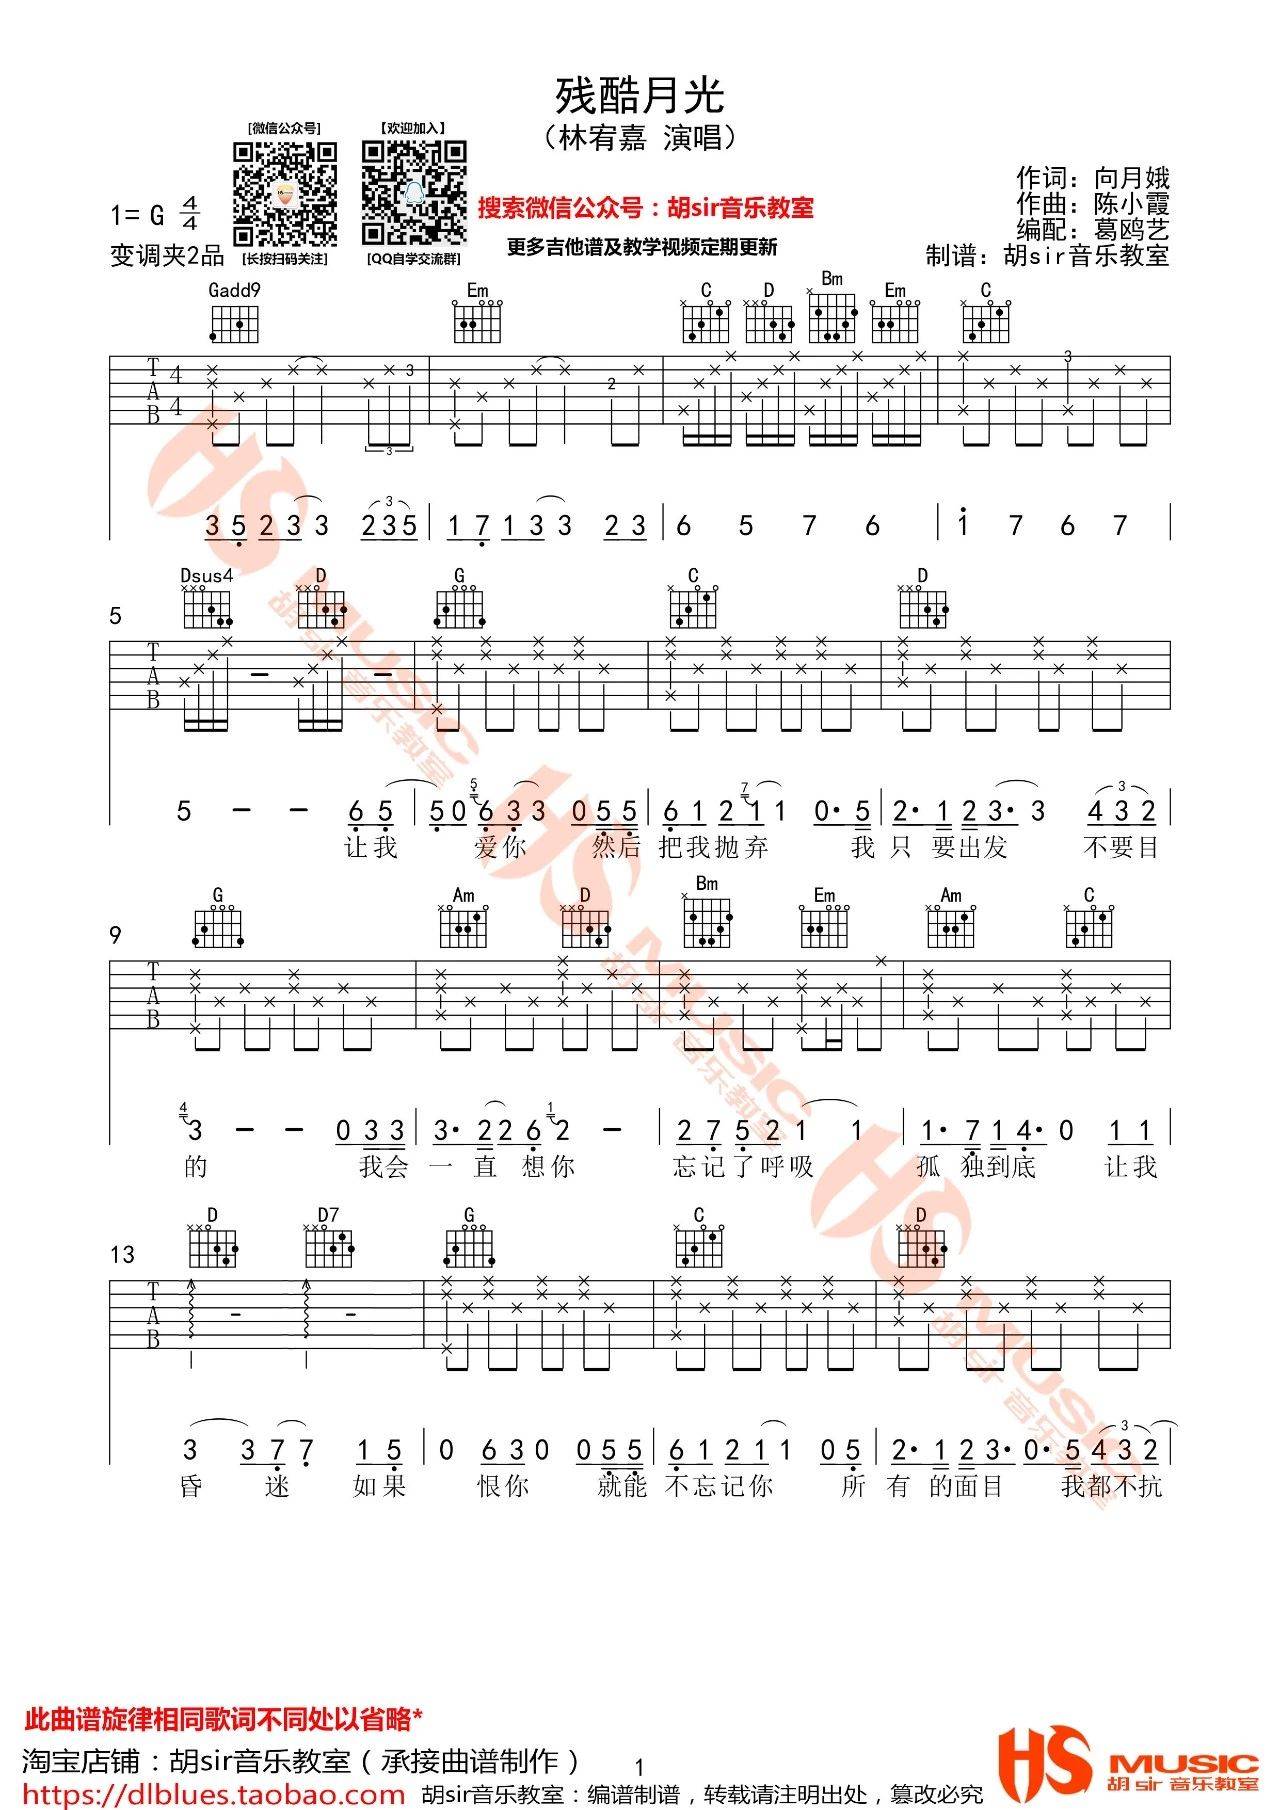 残酷月光
（林宥嘉 演唱）
[微信公众号]
【欢迎加入】
1=G 4/4
变调夹2品
[长按扫码关注]
[QQ自学交流群]
搜索微信公众号：胡sir音乐教室
更多吉他谱及教学视频定期更新
作词：向月娥
作曲：陈小霞
编配：葛鸥艺
制谱：胡sir音乐教室
Gadd9 Em C D Bm Em C
T A B 4 4 3 3 2 3
3 5 2 3 3 2 3 5 | 1 7 1 3 3 2 3 | 6 5 7 6 | 1 7 6 7
Dsus4 D G C D
5
T A B
5 - - 6 5 | 5 0 5 6 3 3 0 5 5 | 6 1 2 7 1 1 0· 5 | 2· 1 2 3· 3 4 3 2
让我 爱你 然后 把我抛弃 我 只 要出发 不要目
G Am D Bm Em Am C
9
T A B
4 3 - - 0 3 3 | 3· 2 2 6 1 2 - | 2 7 5 2 1 1 | 1· 7 1 4· 0 1 1
的 我会 一 直 想你 忘记了呼吸 孤 独到底 让我
D D7 G C D
13
T A B
3 3 7 7 1 5 | 0 6 3 0 0 5 5 | 6 1 2 1 1 0 5 | 2· 1 2 3· 0· 5 4 3 2
昏 迷 如果 恨你 就能 不忘记你 所 有 的面目 我都不抗
此曲谱旋律相同歌词不同处以省略*
淘宝店铺：胡sir音乐教室（承接曲谱制作）
1
https://dlblues.taobao.com/
胡sir音乐教室：编谱制谱，转载请注明出处，篡改必究
HS MUSIC
胡 sir 音乐教室